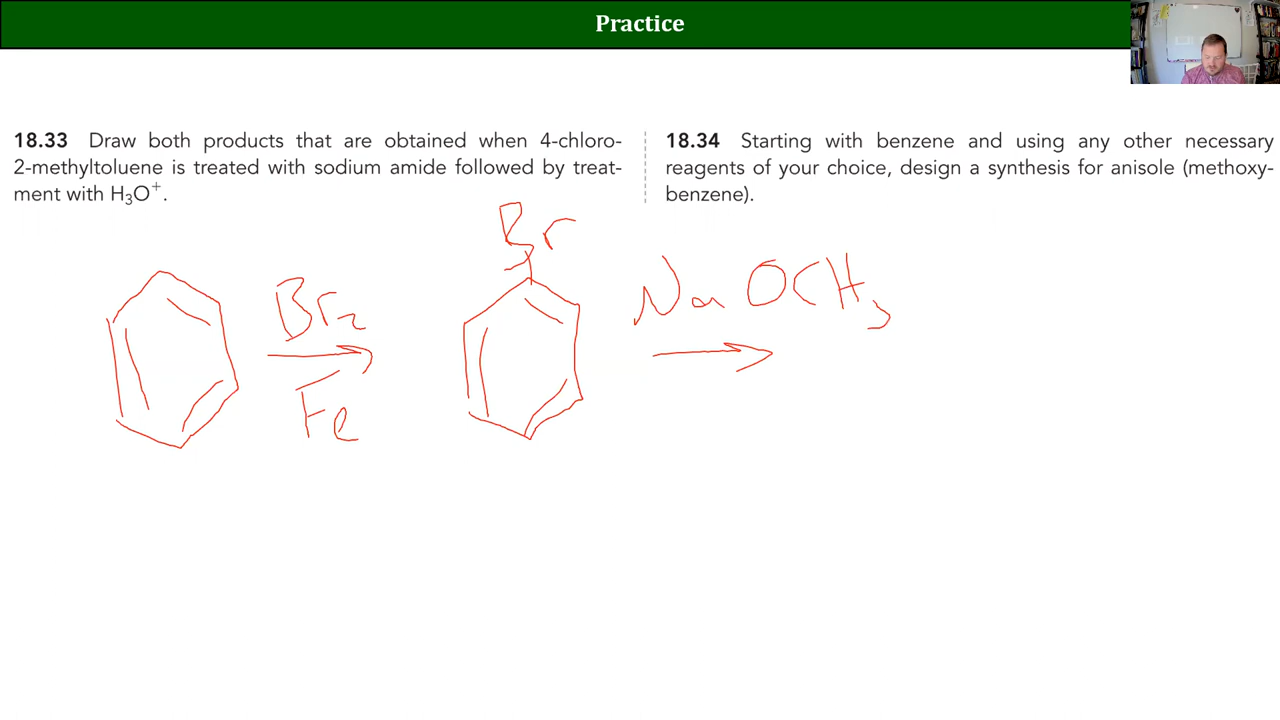 Practice
18.33 Draw both products that are obtained when 4-chloro-
2-methyltoluene is treated with sodium amide followed by treat-
ment with H₃O⁺.
18.34 Starting with benzene and using any other necessary
reagents of your choice, design a synthesis for anisole (methoxy-
benzene).
Br₂
Fe
Br
NaOCH₃